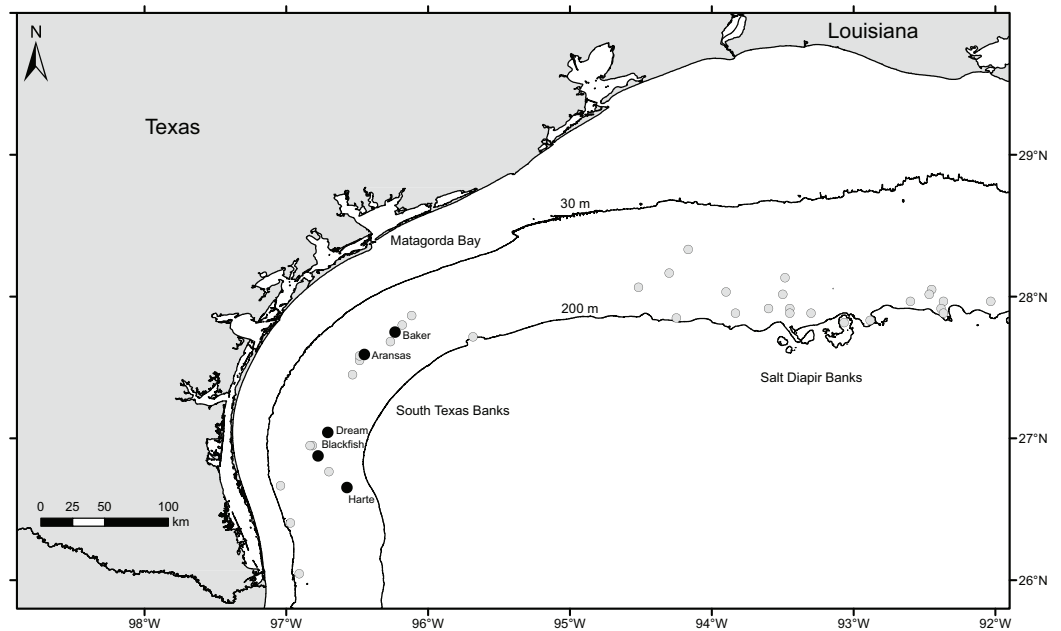 Louisiana
N
Texas
29°N
30 m
Matagorda Bay
28°N
200 m
Baker
Aransas
Salt Diapir Banks
South Texas Banks
Dream
27°N
Blackfish
Harte
0 25 50 100
km
26°N
98°W 97°W 96°W 95°W 94°W 93°W 92°W